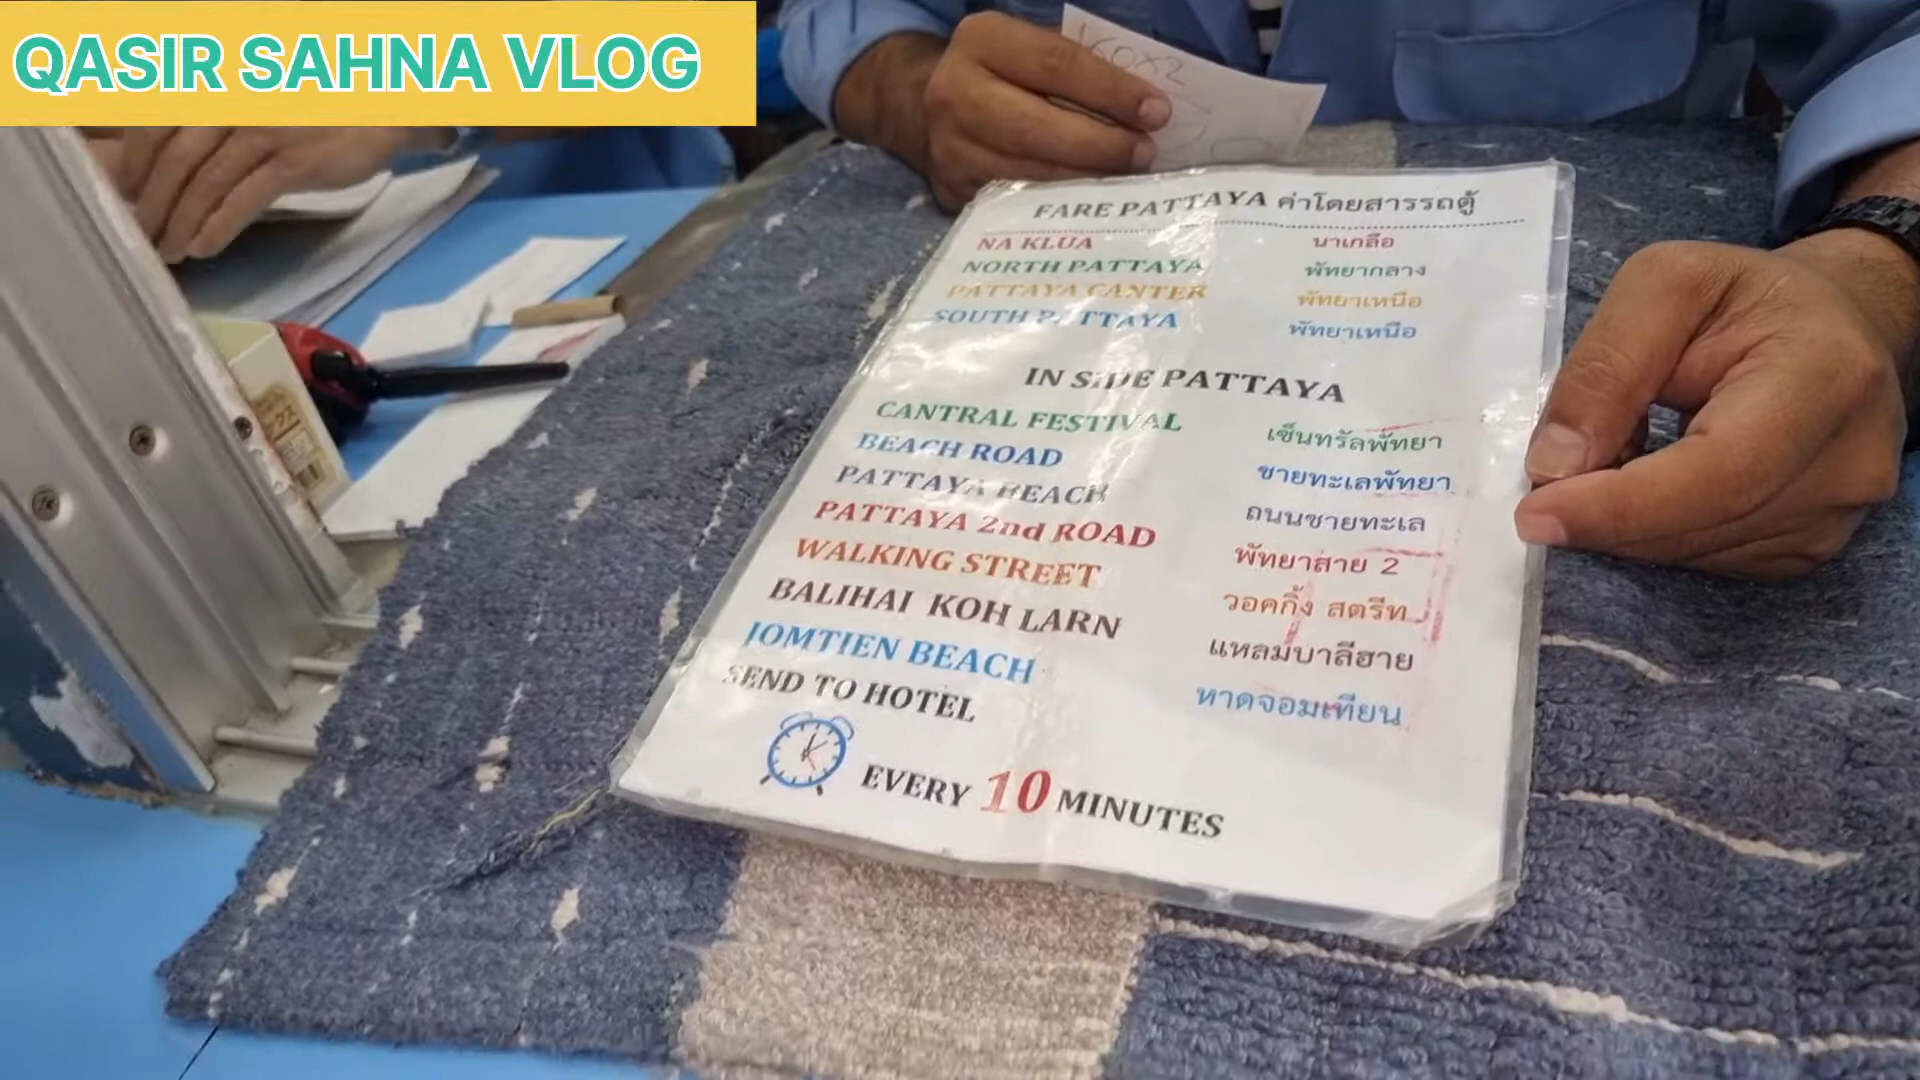 QASIR SAHNA VLOG
160x2
FARE PATTAYA ค่าโดยสารรถตู้
NA KLUA นาเกลือ
NORTH PATTAYA พัทยากลาง
PATTAYA CANTER พัทยาเหนือ
SOUTH PATTAYA พัทยาเหนือ
IN SIDE PATTAYA
CANTRAL FESTIVAL เซ็นทรัลพัทยา
BEACH ROAD ชายทะเลพัทยา
PATTAYA BEACH ถนนชายทะเล
PATTAYA 2nd ROAD พัทยาสาย 2
WALKING STREET วอคกิ้ง สตรีท
BALIHAI KOH LARN แหลมบาลีฮาย
JOMTIEN BEACH หาดจอมเทียน
SEND TO HOTEL
EVERY 10 MINUTES